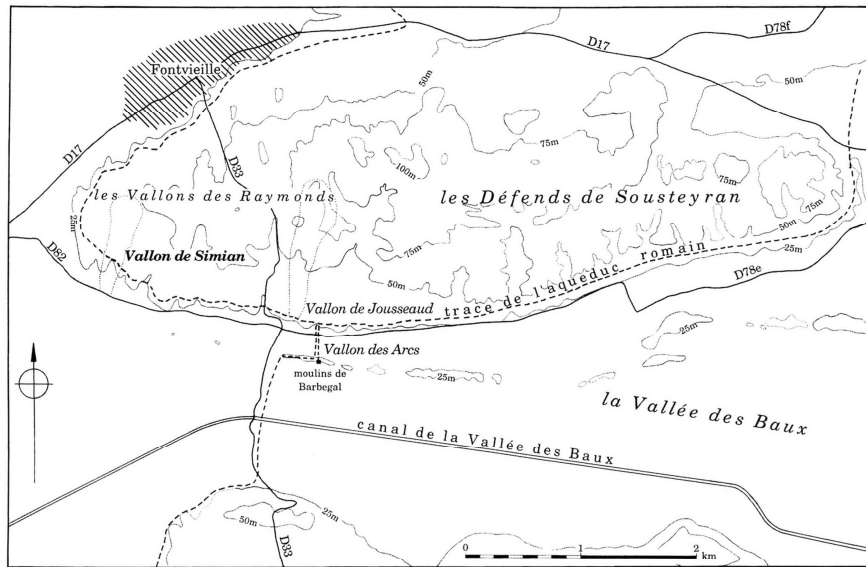 D78f
D17
50m
Fontvieille
50m
D17
75m
D33
100m
les Vallons des Raymonds
les Défends de Sousteyran
75m
75m
25m
50m
Vallon de Simian
75m
25m
D82
50m
D78e
trace de l'aqueduc romain
Vallon de Jousseaud
25m
Vallon des Arcs
moulins de
Barbegal
25m
la Vallée des Baux
canal de la Vallée des Baux
50m
25m
D33
0 1 2
km